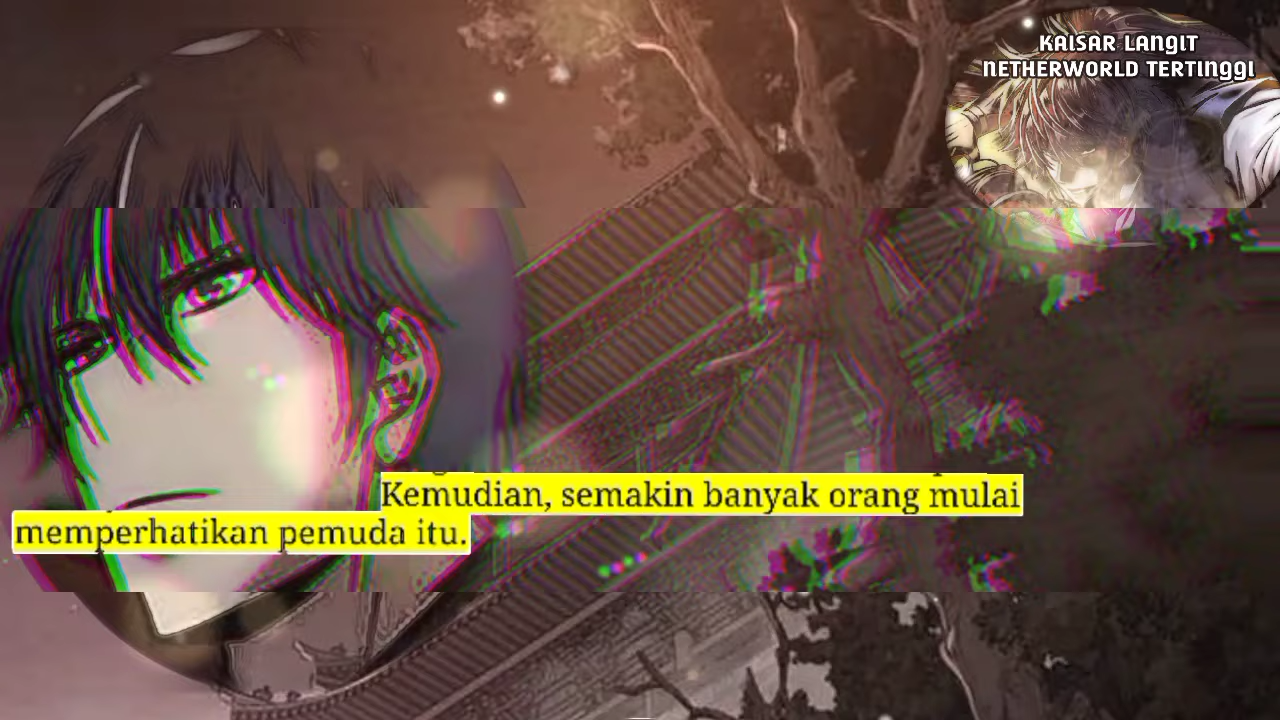 KAISAR LANGIT
NETHERWORLD TERTINGGI
Kemudian, semakin banyak orang mulai
memperhatikan pemuda itu.